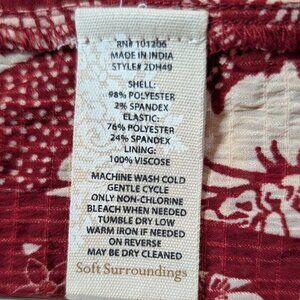 RN# 101206
MADE IN INDIA
STYLE# 2DH49
SHELL:
98% POLYESTER
2% SPANDEX
ELASTIC:
76% POLYESTER
24% SPANDEX
LINING:
100% VISCOSE
MACHINE WASH COLD
GENTLE CYCLE
ONLY NON-CHLORINE
BLEACH WHEN NEEDED
TUMBLE DRY LOW
WARM IRON IF NEEDED
ON REVERSE
MAY BE DRY CLEANED
Soft Surroundings